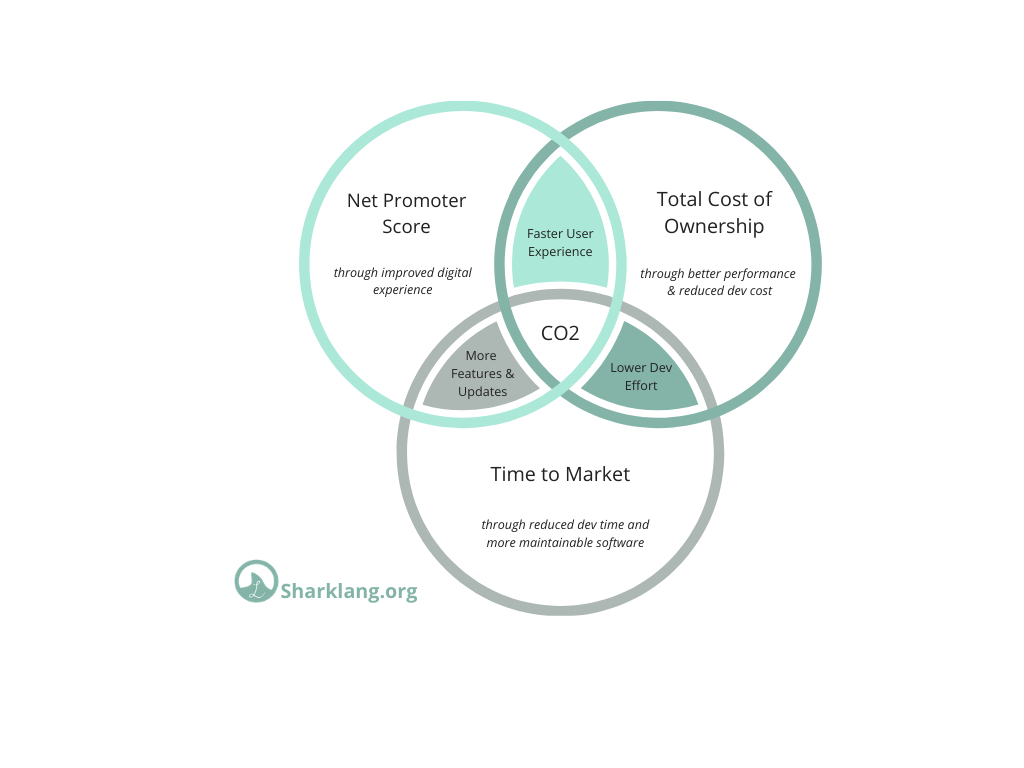 Net Promoter
Score
through improved digital
experience
Faster User
Experience
Total Cost of
Ownership
through better performance
& reduced dev cost
CO2
More
Features &
Updates
Lower Dev
Effort
Time to Market
through reduced dev time and
more maintainable software
L
Sharklang.org